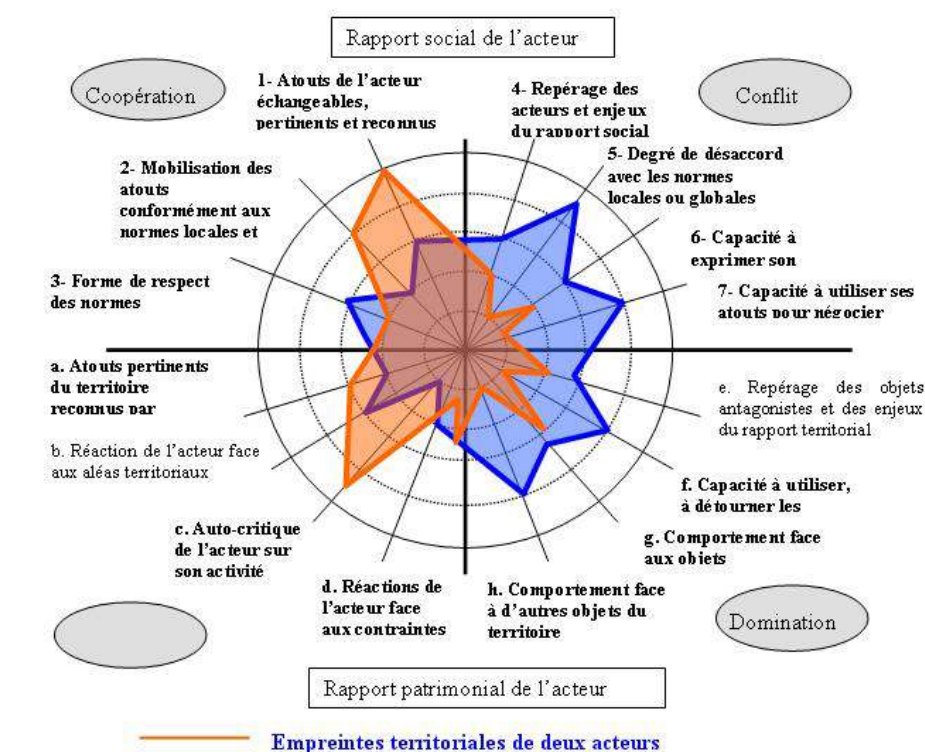 Rapport social de l'acteur
Coopération
Conflit
1- Atouts de l'acteur
échangeables,
pertinents et reconnus
4- Repérage des
acteurs et enjeux
du rapport social
2- Mobilisation des
atouts
conformément aux
normes locales et
5- Degré de désaccord
avec les normes
locales ou globales
3- Forme de respect
des normes
6- Capacité à
exprimer son
7- Capacité à utiliser ses
atouts pour négocier
a. Atouts pertinents
du territoire
reconnus par
e. Repérage des objets
antagonistes et des enjeux
du rapport territorial
b. Réaction de l'acteur face
aux aléas territoriaux
f. Capacité à utiliser,
à détourner les
c. Auto-critique
de l'acteur sur
son activité
g. Comportement face
aux objets
d. Réactions de
l'acteur face
aux contraintes
h. Comportement face
à d'autres objets du
territoire
Domination
Rapport patrimonial de l'acteur
Empreintes territoriales de deux acteurs